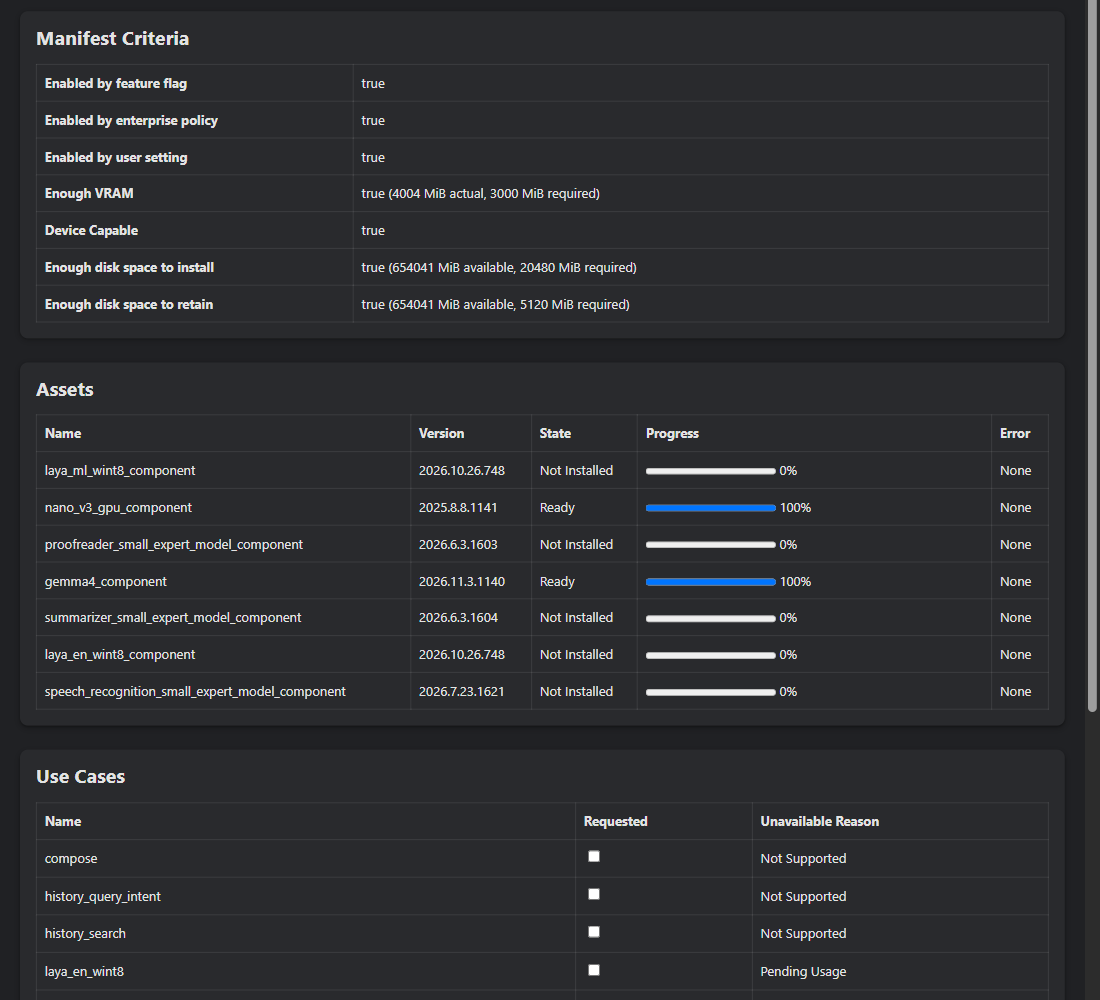 Manifest Criteria
Enabled by feature flag true
Enabled by enterprise policy true
Enabled by user setting true
Enough VRAM true (4004 MiB actual, 3000 MiB required)
Device Capable true
Enough disk space to install true (654041 MiB available, 20480 MiB required)
Enough disk space to retain true (654041 MiB available, 5120 MiB required)
Assets
Name Version State Progress Error
laya_ml_wint8_component 2026.10.26.748 Not Installed 0% None
nano_v3_gpu_component 2025.8.8.1141 Ready 100% None
proofreader_small_expert_model_component 2026.6.3.1603 Not Installed 0% None
gemma4_component 2026.11.3.1140 Ready 100% None
summarizer_small_expert_model_component 2026.6.3.1604 Not Installed 0% None
laya_en_wint8_component 2026.10.26.748 Not Installed 0% None
speech_recognition_small_expert_model_component 2026.7.23.1621 Not Installed 0% None
Use Cases
Name Requested Unavailable Reason
compose Not Supported
history_query_intent Not Supported
history_search Not Supported
laya_en_wint8 Pending Usage